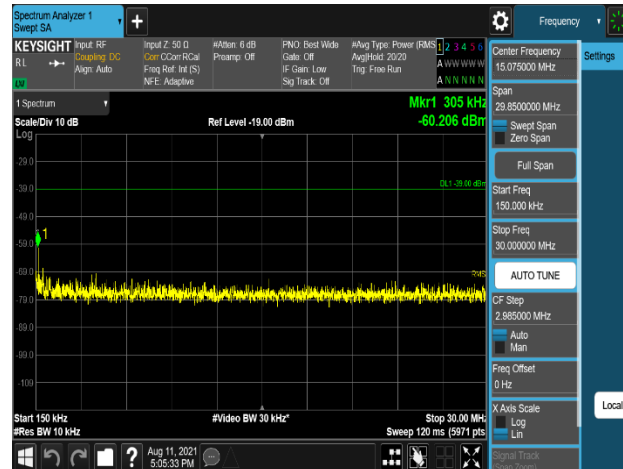 Spectrum Analyzer 1
Swept SA
+
Frequency
KEYSIGHT
RL
Input: RF
Coupling: DC
Align: Auto
Input Z: 50 Ω
Corr CCorr RCal
Freq Ref: Int (S)
NFE: Adaptive
#Atten: 6 dB
Preamp: Off
PNO: Best Wide
Gate: Off
IF Gain: Low
Sig Track: Off
#Avg Type: Power (RMS
Avg|Hold: 20/20
Trig: Free Run
1 2 3 4 5 6
A W W W W W
A N N N N N
1 Spectrum
Scale/Div 10 dB
Log
Ref Level -19.00 dBm
Mkr1 305 kHz
-60.206 dBm
-29.0
-39.0
-49.0
-59.0
-69.0
-79.0
-89.0
-99.0
-109
DL1 -39.00 dBm
1
RMS
Start 150 kHz
#Res BW 10 kHz
#Video BW 30 kHz*
Stop 30.00 MHz
Sweep 120 ms (5971 pts)
?
Aug 11, 2021
5:05:33 PM
Center Frequency
15.075000 MHz
Span
29.8500000 MHz
Swept Span
Zero Span
Full Span
Start Freq
150.000 kHz
Stop Freq
30.000000 MHz
AUTO TUNE
CF Step
2.985000 MHz
Auto
Man
Freq Offset
0 Hz
X Axis Scale
Log
Lin
Signal Track
(Span Zoom)
Settings
Local